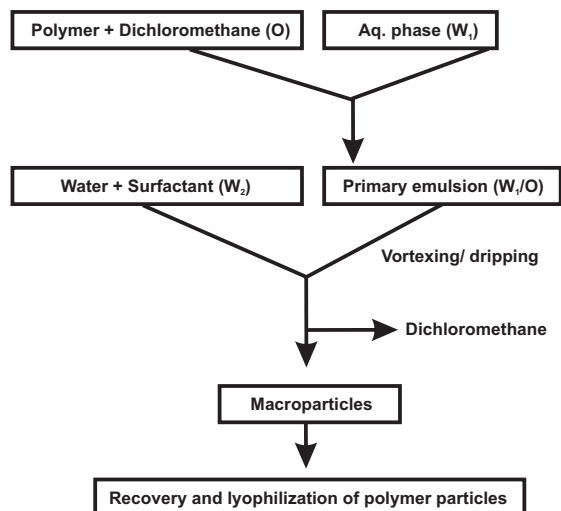 Polymer + Dichloromethane (O)
Aq. phase (W₁)
Water + Surfactant (W₂)
Primary emulsion (W₁/O)
Vortexing/ dripping
Dichloromethane
Macroparticles
Recovery and lyophilization of polymer particles